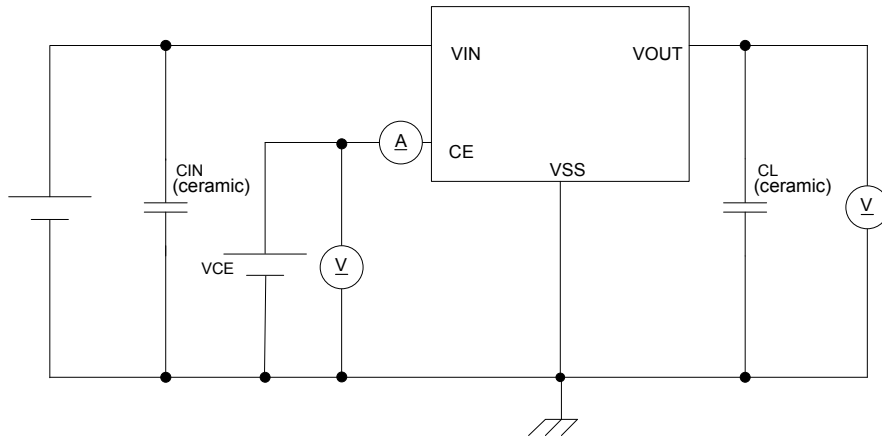 VIN
VOUT
A
CE
VSS
CIN
(ceramic)
CL
(ceramic)
V
VCE
V